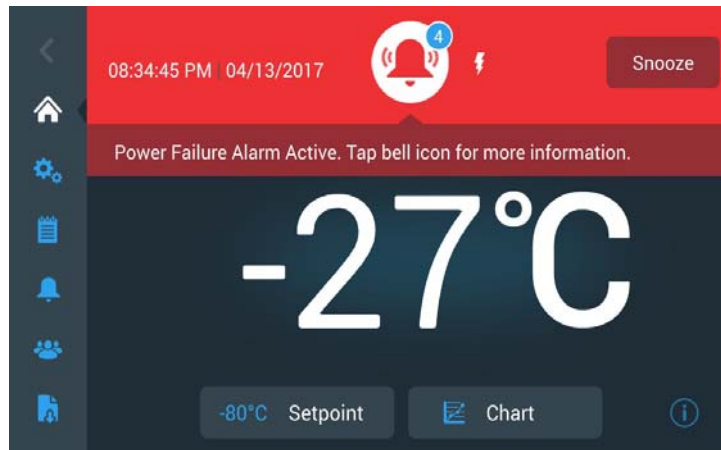 4
08:34:45 PM 04/13/2017
Snooze
Power Failure Alarm Active. Tap bell icon for more information.
-27°C
-80°C Setpoint
Chart